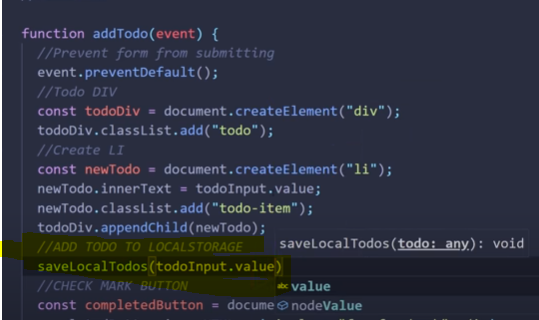 function addTodo(event) {
//Prevent form from submitting
event.preventDefault();
//Todo DIV
const todoDiv = document.createElement("div");
todoDiv.classList.add("todo");
//Create LI
const newTodo = document.createElement("li");
newTodo.innerText = todoInput.value;
newTodo.classList.add("todo-item");
todoDiv.appendChild(newTodo);
//ADD TODO TO LOCALSTORAGE
saveLocalTodos(todo: any): void
saveLocalTodos(todoInput.value)
//CHECK MARK BUTTON
abc value
const completedButton = docume
nodeValue